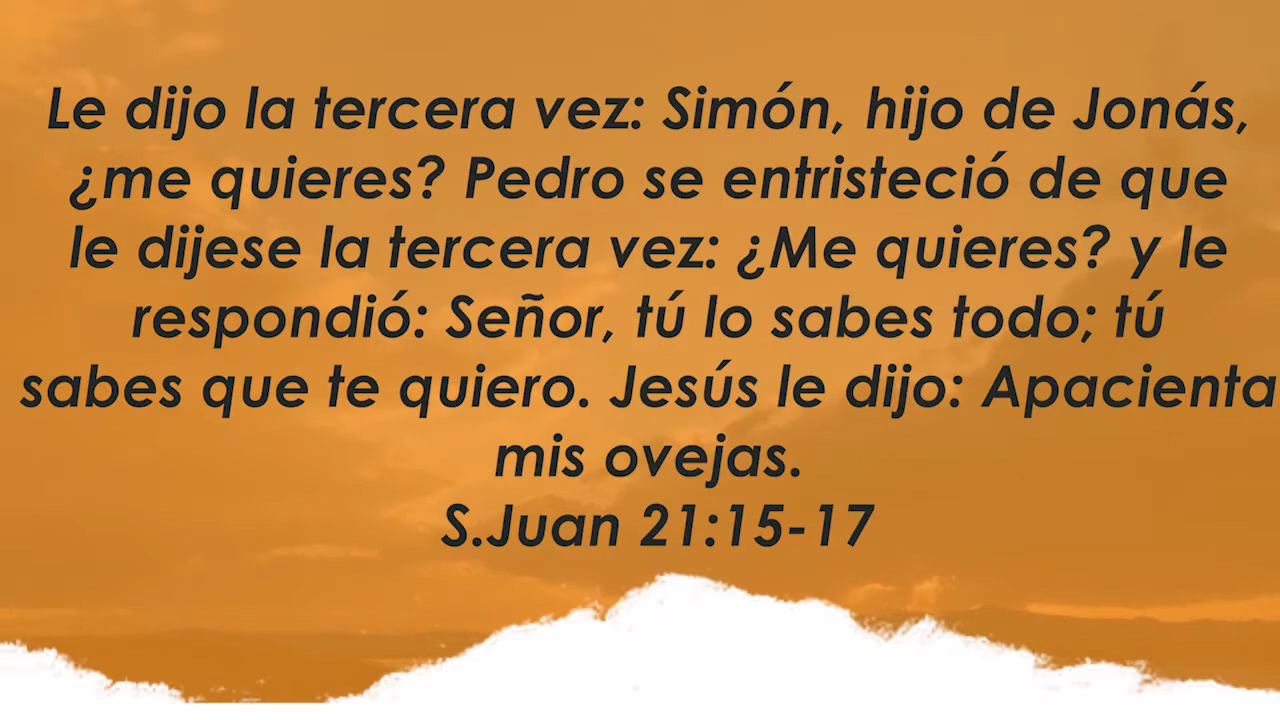 Le dijo la tercera vez: Simón, hijo de Jonás,
¿me quieres? Pedro se entristeció de que
le dijese la tercera vez: ¿Me quieres? y le
respondió: Señor, tú lo sabes todo; tú
sabes que te quiero. Jesús le dijo: Apacienta
mis ovejas.
S.Juan 21:15-17